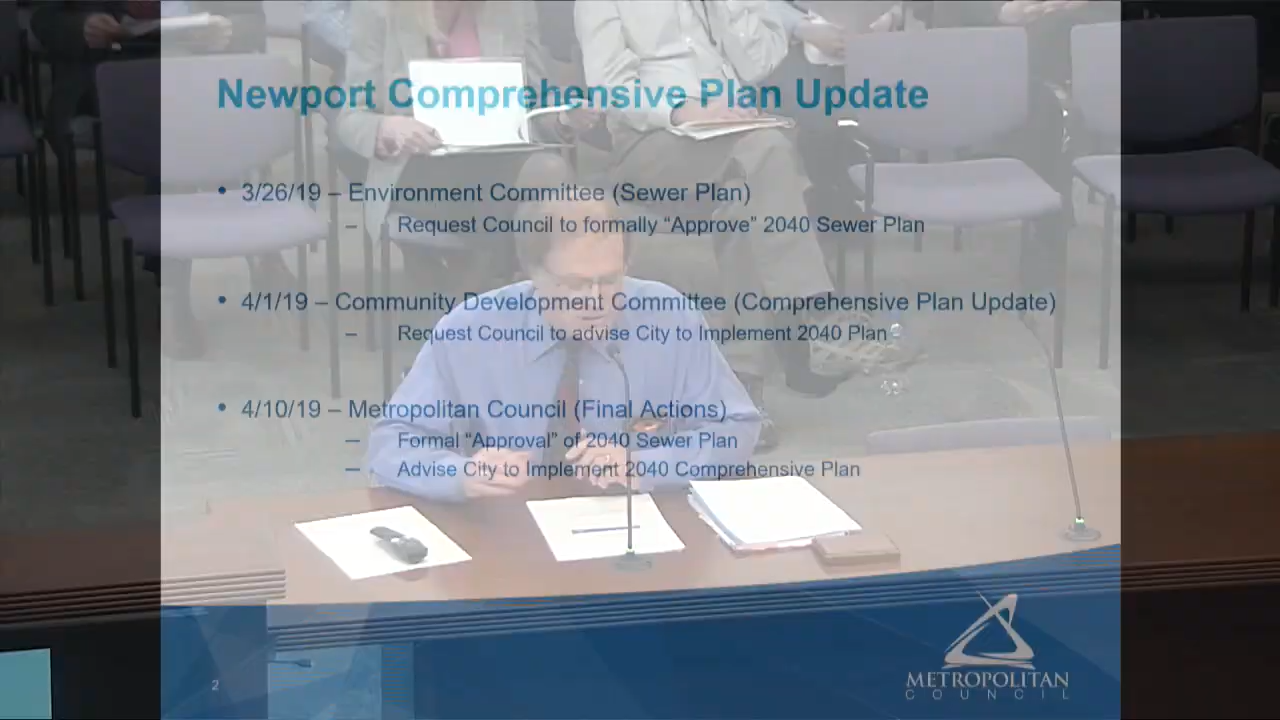 Newport Comprehensive Plan Update
• 3/26/19 – Environment Committee (Sewer Plan)
– Request Council to formally “Approve” 2040 Sewer Plan
• 4/1/19 – Community Development Committee (Comprehensive Plan Update)
– Request Council to advise City to Implement 2040 Plan
• 4/10/19 – Metropolitan Council (Final Actions)
– Formal “Approval” of 2040 Sewer Plan
– Advise City to Implement 2040 Comprehensive Plan
2
METROPOLITAN
COUNCIL